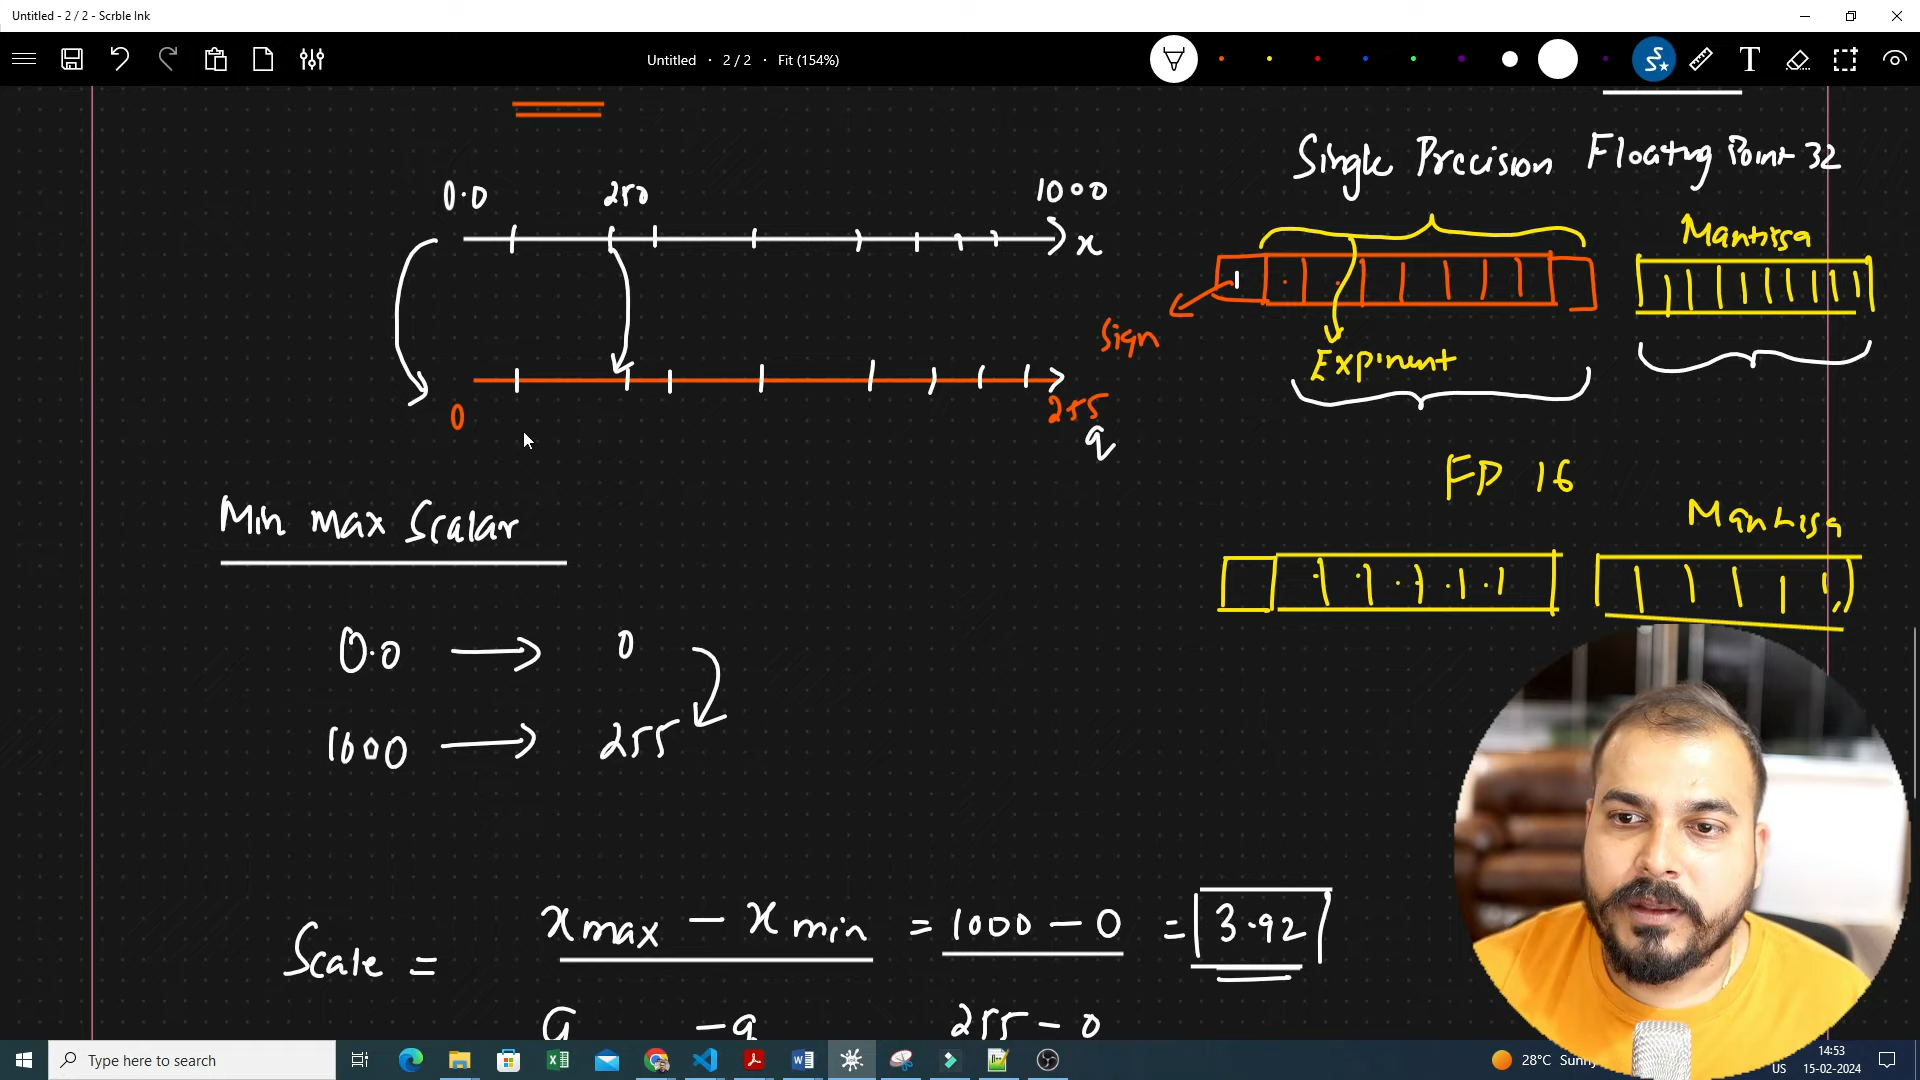 Untitled - 2 / 2 - Scrble Ink
Untitled · 2 / 2 · Fit (154%)
T
Single Precision Floating Point 32
0.0 250 1000
x
Mantissa
Sign
Exponent
0 255
q
FP 16
Min max Scalar
Mantisa
0.0 → 0
1000 → 255
Scale = xmax - xmin = 1000 - 0 = 3.92
q - q 255 - 0
Type here to search
28°C Sunny
14:53
US 15-02-2024